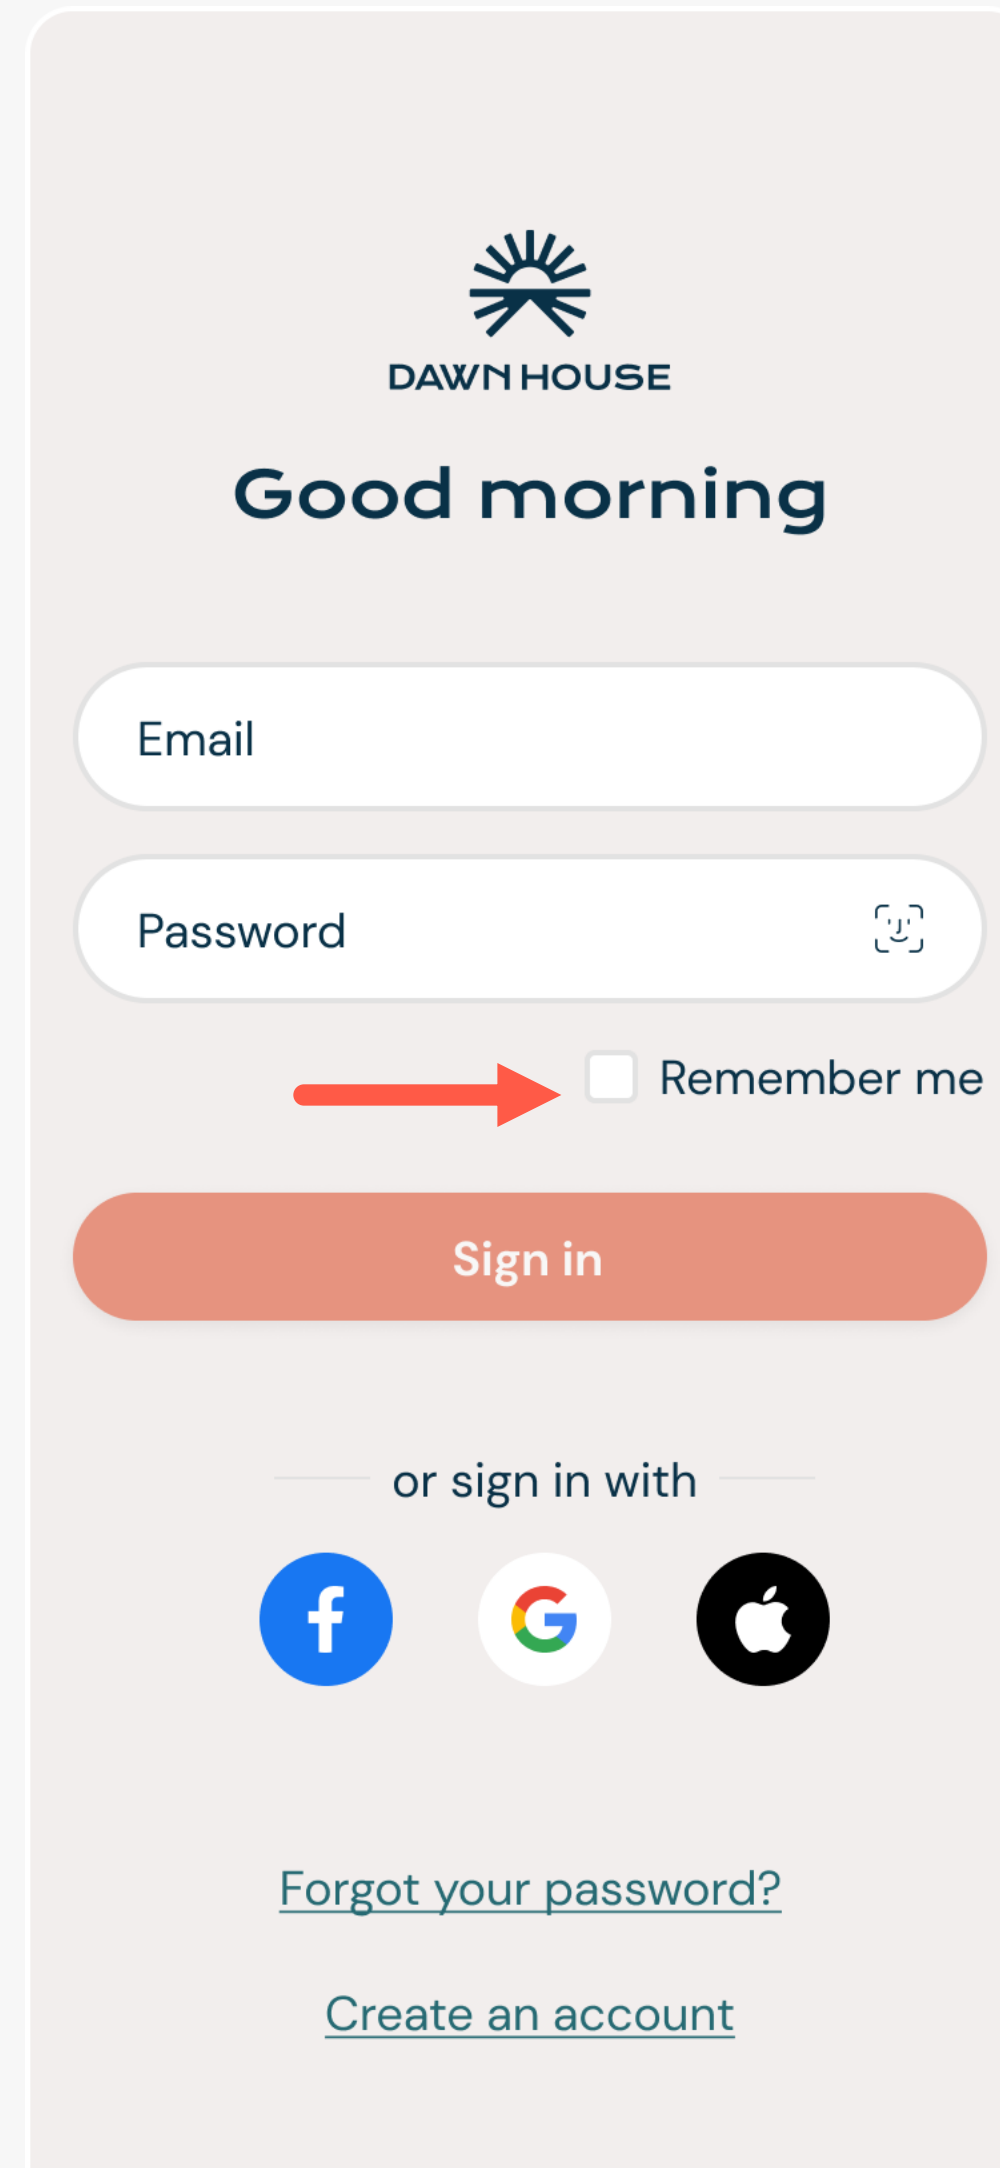 DAWN HOUSE
Good morning
Email
Password
Remember me
Sign in
or sign in with
Forgot your password?
Create an account